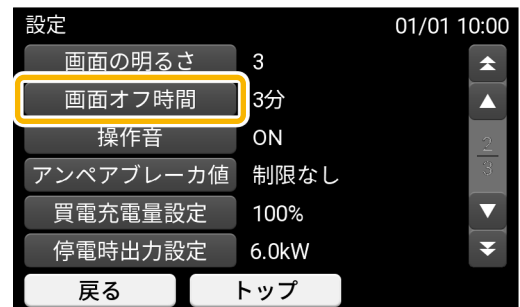 設定 01/01 10:00
画面の明るさ 3
画面オフ時間 3分
操作音 ON
アンペアブレーカ値 制限なし
買電充電量設定 100%
停電時出力設定 6.0kW
2
3
戻る トップ